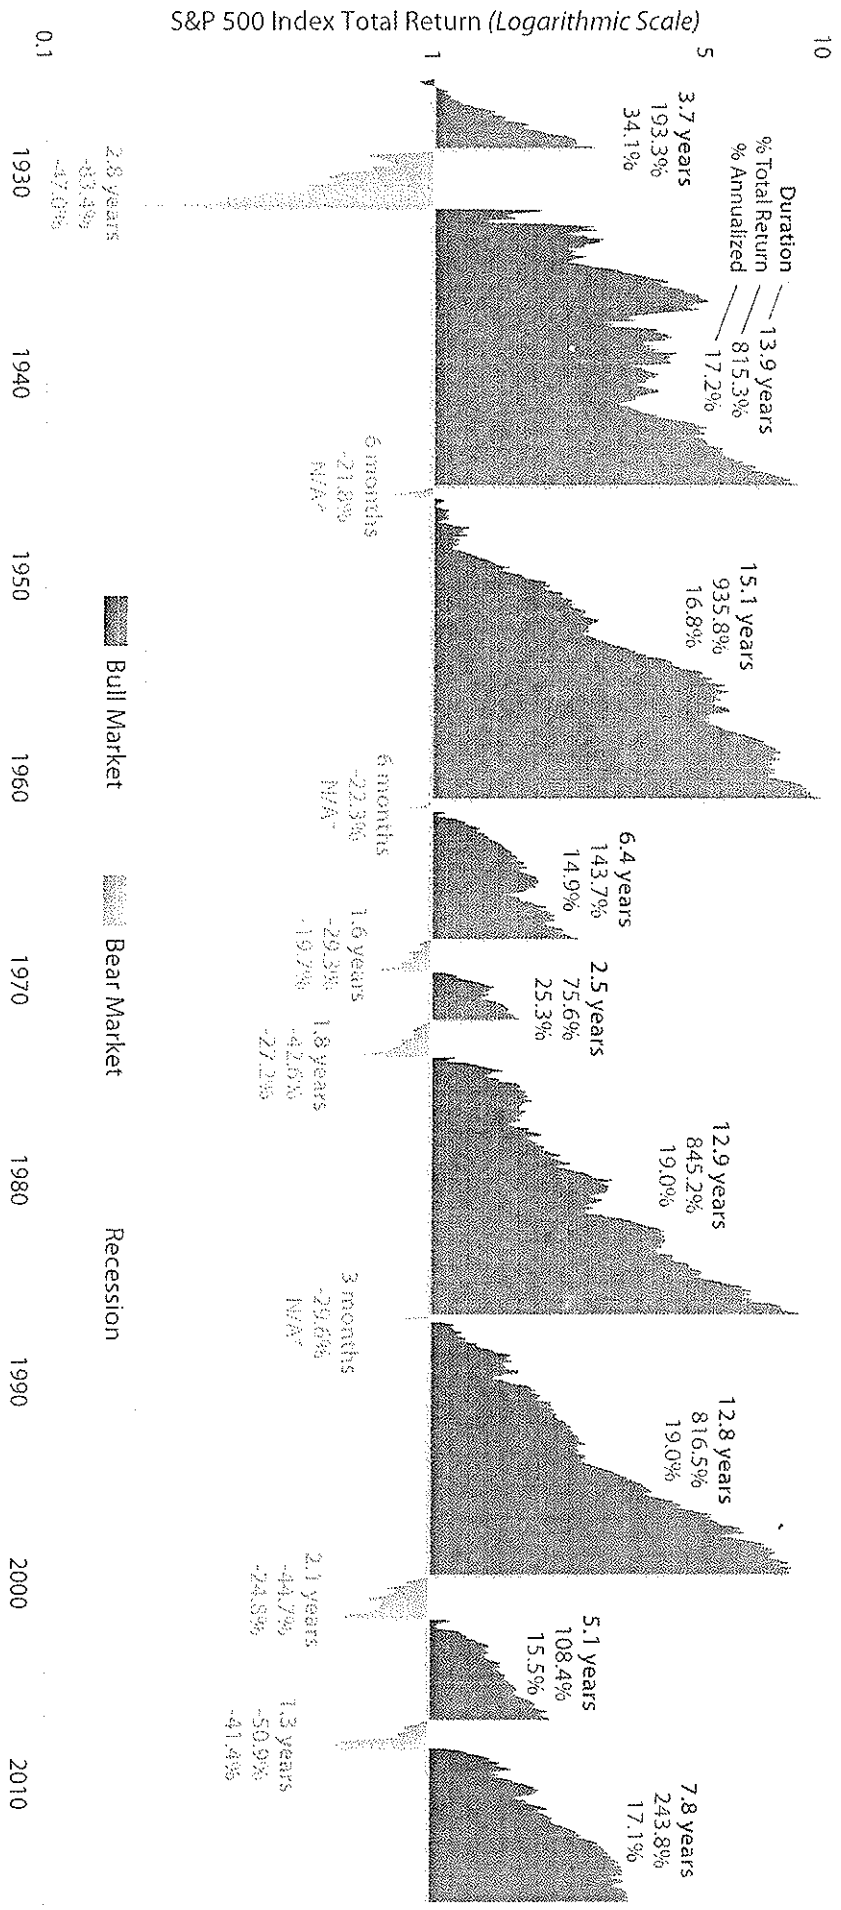 S&P 500 Index Total Return (Logarithmic Scale)
10
5
1
0.1
Duration
% Total Return
% Annualized
3.7 years
193.3%
34.1%
13.9 years
815.3%
17.2%
15.1 years
935.8%
16.8%
6.4 years
143.7%
14.9%
2.5 years
75.6%
25.3%
12.9 years
845.2%
19.0%
12.8 years
816.5%
19.0%
5.1 years
108.4%
15.5%
7.8 years
243.8%
17.1%
2.8 years
-83.4%
-47.0%
6 months
-21.8%
N/A*
6 months
-22.3%
N/A*
1.6 years
-29.3%
-19.7%
1.8 years
-42.6%
-27.2%
3 months
-29.6%
N/A*
2.1 years
-44.7%
-24.8%
1.3 years
-50.9%
-41.4%
1930
1940
1950
1960
1970
1980
1990
2000
2010
Bull Market
Bear Market
Recession